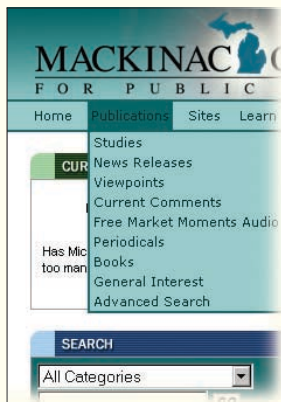 MACKINAC
FOR PUBLIC
Home Publications Sites Learn
Studies
News Releases
Viewpoints
Current Comments
Free Market Moments Audio
Periodicals
Books
General Interest
Advanced Search
CUR
Has Mic
too man
SEARCH
All Categories
GO